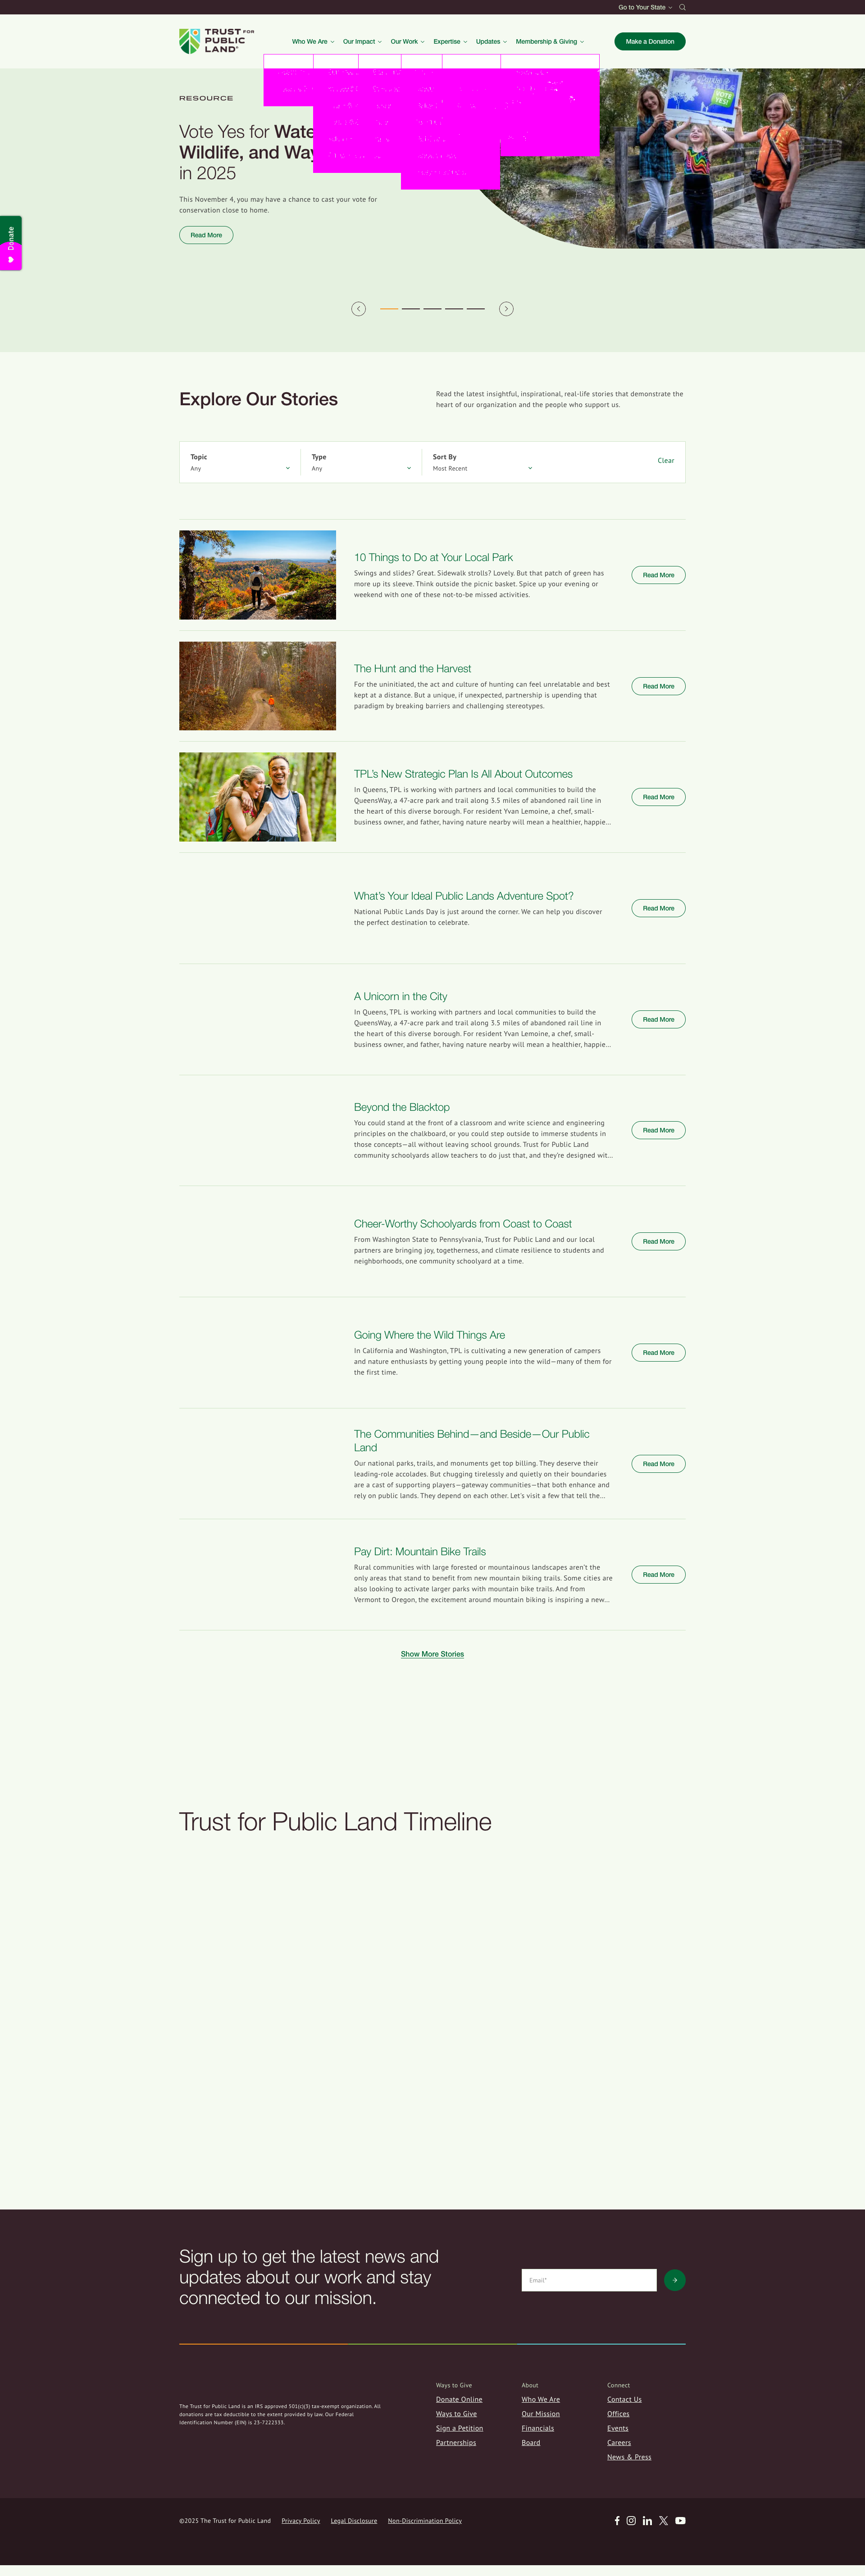 Go to Your State
TRUST FOR
PUBLIC
LAND
Who We Are
Our Impact
Our Work
Expertise
Updates
Membership & Giving
Make a Donation
RESOURCE
Vote Yes for Wate
Wildlife, and Way
in 2025
This November 4, you may have a chance to cast your vote for
conservation close to home.
Read More
VOTE
YES!
Donate
Explore Our Stories
Read the latest insightful, inspirational, real-life stories that demonstrate the
heart of our organization and the people who support us.
Topic
Any
Type
Any
Sort By
Most Recent
Clear
10 Things to Do at Your Local Park
Swings and slides? Great. Sidewalk strolls? Lovely. But that patch of green has
more up its sleeve. Think outside the picnic basket. Spice up your evening or
weekend with one of these not-to-be missed activities.
Read More
The Hunt and the Harvest
For the uninitiated, the act and culture of hunting can feel unrelatable and best
kept at a distance. But a unique, if unexpected, partnership is upending that
paradigm by breaking barriers and challenging stereotypes.
Read More
TPL's New Strategic Plan Is All About Outcomes
In Queens, TPL is working with partners and local communities to build the
QueensWay, a 47-acre park and trail along 3.5 miles of abandoned rail line in
the heart of this diverse borough. For resident Yvan Lemoine, a chef, small-
business owner, and father, having nature nearby will mean a healthier, happie...
Read More
What's Your Ideal Public Lands Adventure Spot?
National Public Lands Day is just around the corner. We can help you discover
the perfect destination to celebrate.
Read More
A Unicorn in the City
In Queens, TPL is working with partners and local communities to build the
QueensWay, a 47-acre park and trail along 3.5 miles of abandoned rail line in
the heart of this diverse borough. For resident Yvan Lemoine, a chef, small-
business owner, and father, having nature nearby will mean a healthier, happie...
Read More
Beyond the Blacktop
You could stand at the front of a classroom and write science and engineering
principles on the chalkboard, or you could step outside to immerse students in
those concepts—all without leaving school grounds. Trust for Public Land
community schoolyards allow teachers to do just that, and they're designed wit...
Read More
Cheer-Worthy Schoolyards from Coast to Coast
From Washington State to Pennsylvania, Trust for Public Land and our local
partners are bringing joy, togetherness, and climate resilience to students and
neighborhoods, one community schoolyard at a time.
Read More
Going Where the Wild Things Are
In California and Washington, TPL is cultivating a new generation of campers
and nature enthusiasts by getting young people into the wild—many of them for
the first time.
Read More
The Communities Behind—and Beside—Our Public
Land
Our national parks, trails, and monuments get top billing. They deserve their
leading-role accolades. But chugging tirelessly and quietly on their boundaries
are a cast of supporting players—gateway communities—that both enhance and
rely on public lands. They depend on each other. Let's visit a few that tell the...
Read More
Pay Dirt: Mountain Bike Trails
Rural communities with large forested or mountainous landscapes aren't the
only areas that stand to benefit from new mountain biking trails. Some cities are
also looking to activate larger parks with mountain bike trails. And from
Vermont to Oregon, the excitement around mountain biking is inspiring a new...
Read More
Show More Stories
Trust for Public Land Timeline
Sign up to get the latest news and
updates about our work and stay
connected to our mission.
Email*
The Trust for Public Land is an IRS approved 501(c)(3) tax-exempt organization. All
donations are tax deductible to the extent provided by law. Our Federal
Identification Number (EIN) is 23-7222333.
Ways to Give
Donate Online
Ways to Give
Sign a Petition
Partnerships
About
Who We Are
Our Mission
Financials
Board
Connect
Contact Us
Offices
Events
Careers
News & Press
©2025 The Trust for Public Land
Privacy Policy
Legal Disclosure
Non-Discrimination Policy